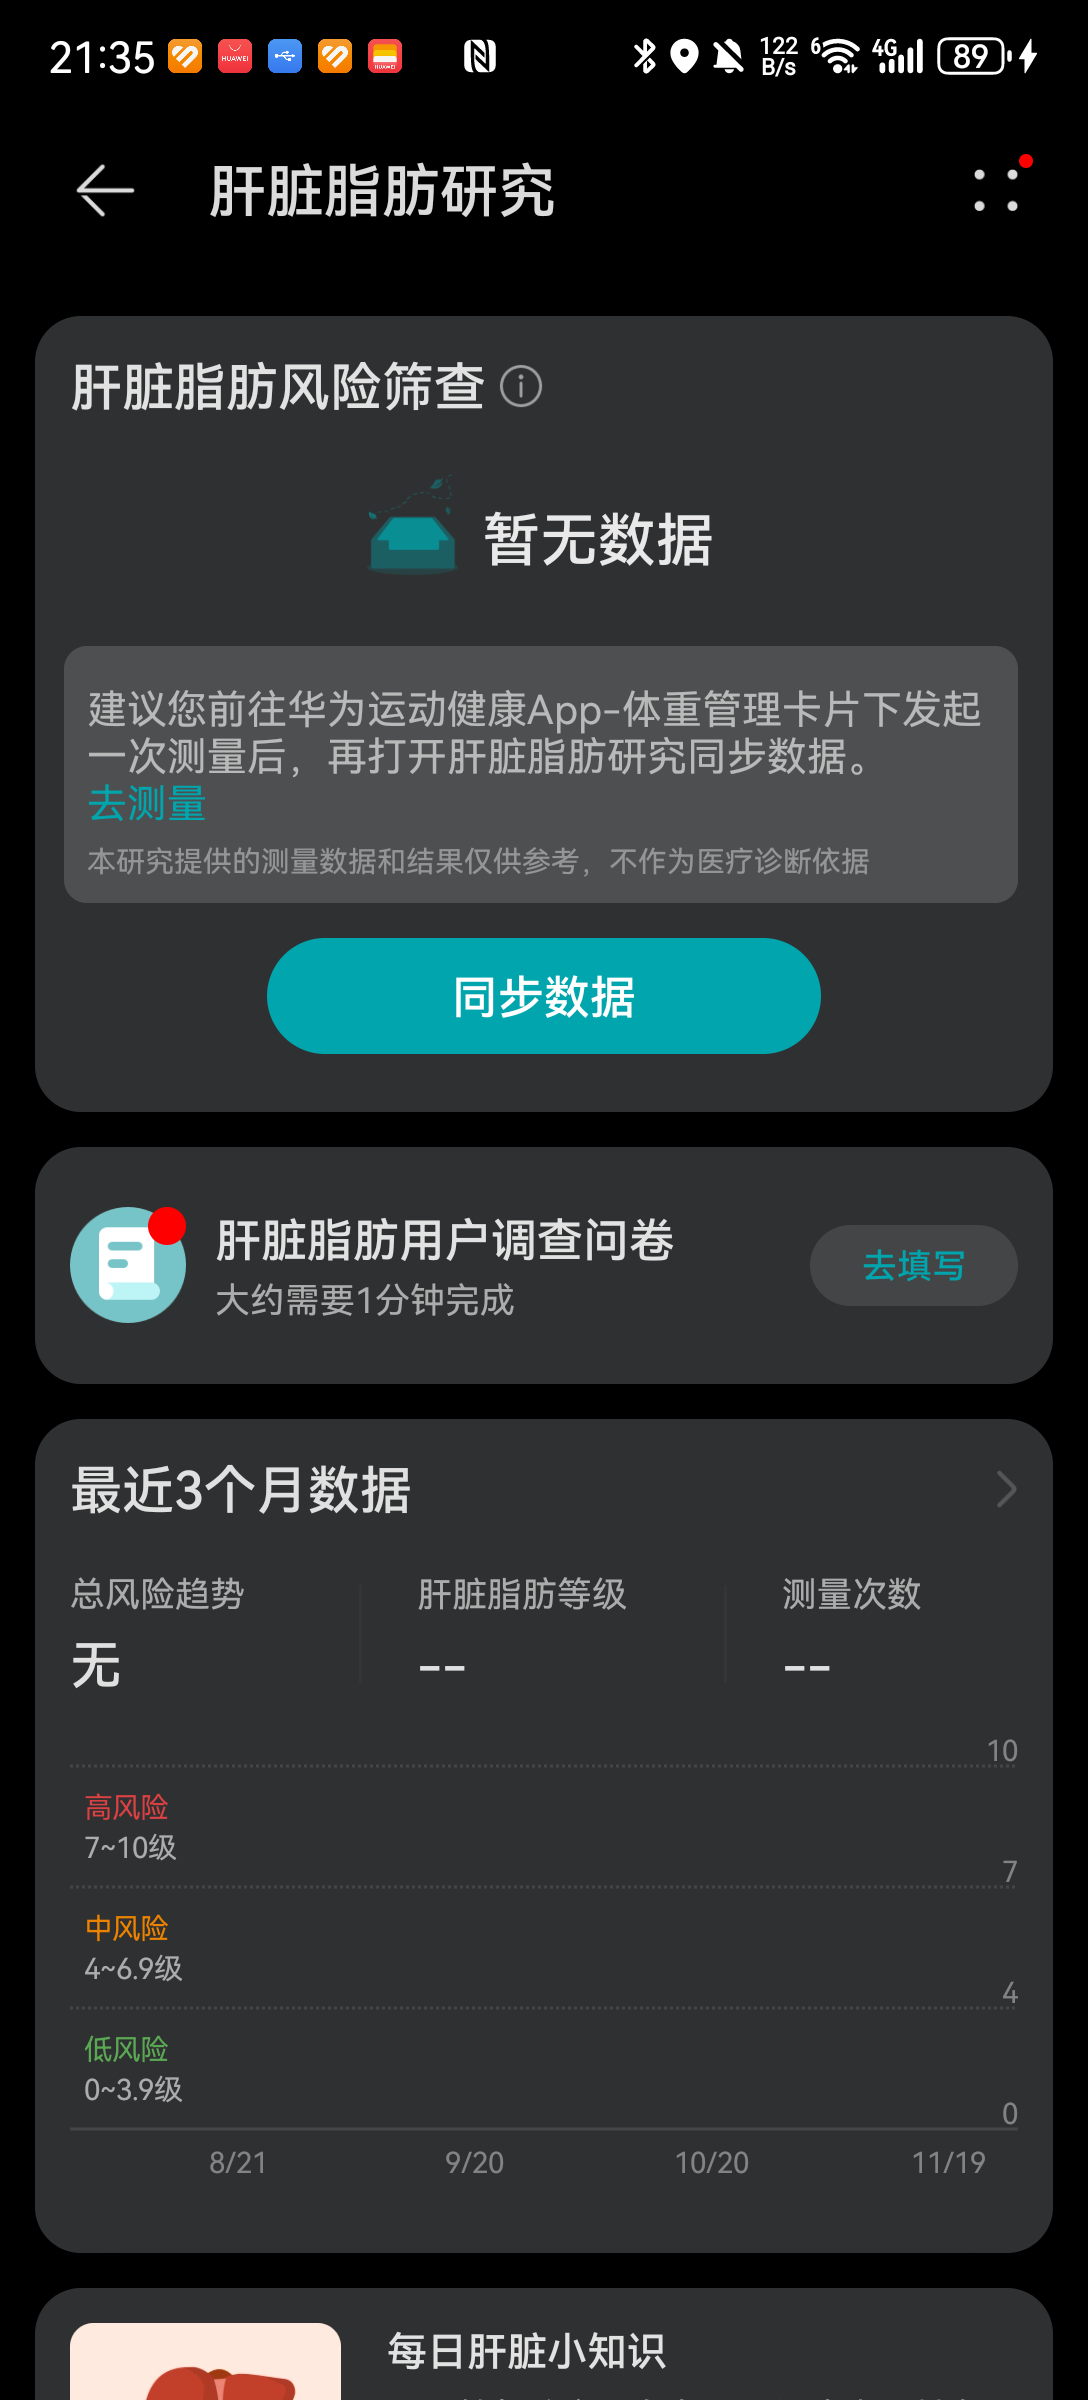 21:35
HUAWEI
HUAWEI
122 B/s
6
4G
89
肝脏脂肪研究
肝脏脂肪风险筛查
暂无数据
建议您前往华为运动健康App-体重管理卡片下发起
一次测量后，再打开肝脏脂肪研究同步数据。
去测量
本研究提供的测量数据和结果仅供参考，不作为医疗诊断依据
同步数据
肝脏脂肪用户调查问卷
大约需要1分钟完成
去填写
最近3个月数据
总风险趋势
肝脏脂肪等级
测量次数
无
--
--
10
高风险
7~10级
7
中风险
4~6.9级
4
低风险
0~3.9级
0
8/21
9/20
10/20
11/19
每日肝脏小知识